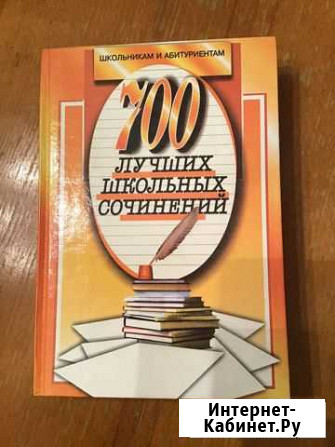 ШКОЛЬНИКАМ И АБИТУРИЕНТАМ
700
ЛУЧШИХ
ШКОЛЬНЫХ
СОЧИНЕНИЙ
Интернет-
Кабинет.Ру